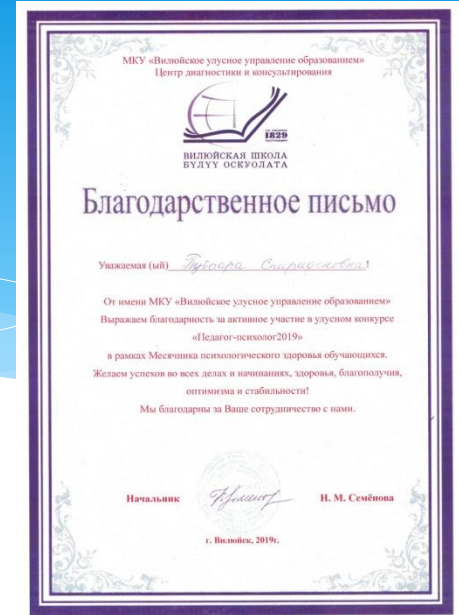 МКУ «Вилюйское улусное управление образованием»
Центр диагностики и консультирования
1829
ВИЛЮЙСКАЯ ШКОЛА
БҮЛҮҮ ОСКУОЛАТА
Благодарственное письмо
Уважаемая (ый) Туйаара Спиридоновна!
От имени МКУ «Вилюйское улусное управление образованием»
Выражаем благодарность за активное участие в улусном конкурсе
«Педагог-психолог2019»
в рамках Месячника психологического здоровья обучающихся.
Желаем успехов во всех делах и начинаниях, здоровья, благополучия,
оптимизма и стабильности!
Мы благодарны за Ваше сотрудничество с нами.
Начальник Н. М. Семёнова
г. Вилюйск, 2019г.